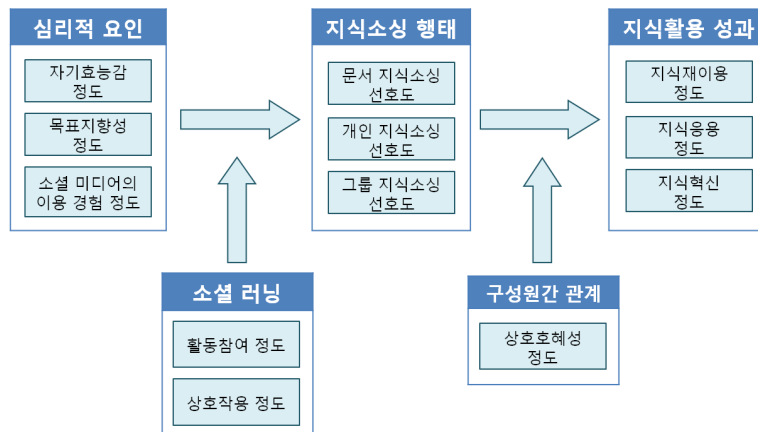 심리적 요인
자기효능감
정도
목표지향성
정도
소셜 미디어의
이용 경험 정도
지식소싱 행태
문서 지식소싱
선호도
개인 지식소싱
선호도
그룹 지식소싱
선호도
지식활용 성과
지식재이용
정도
지식응용
정도
지식혁신
정도
소셜 러닝
활동참여 정도
상호작용 정도
구성원간 관계
상호호혜성
정도